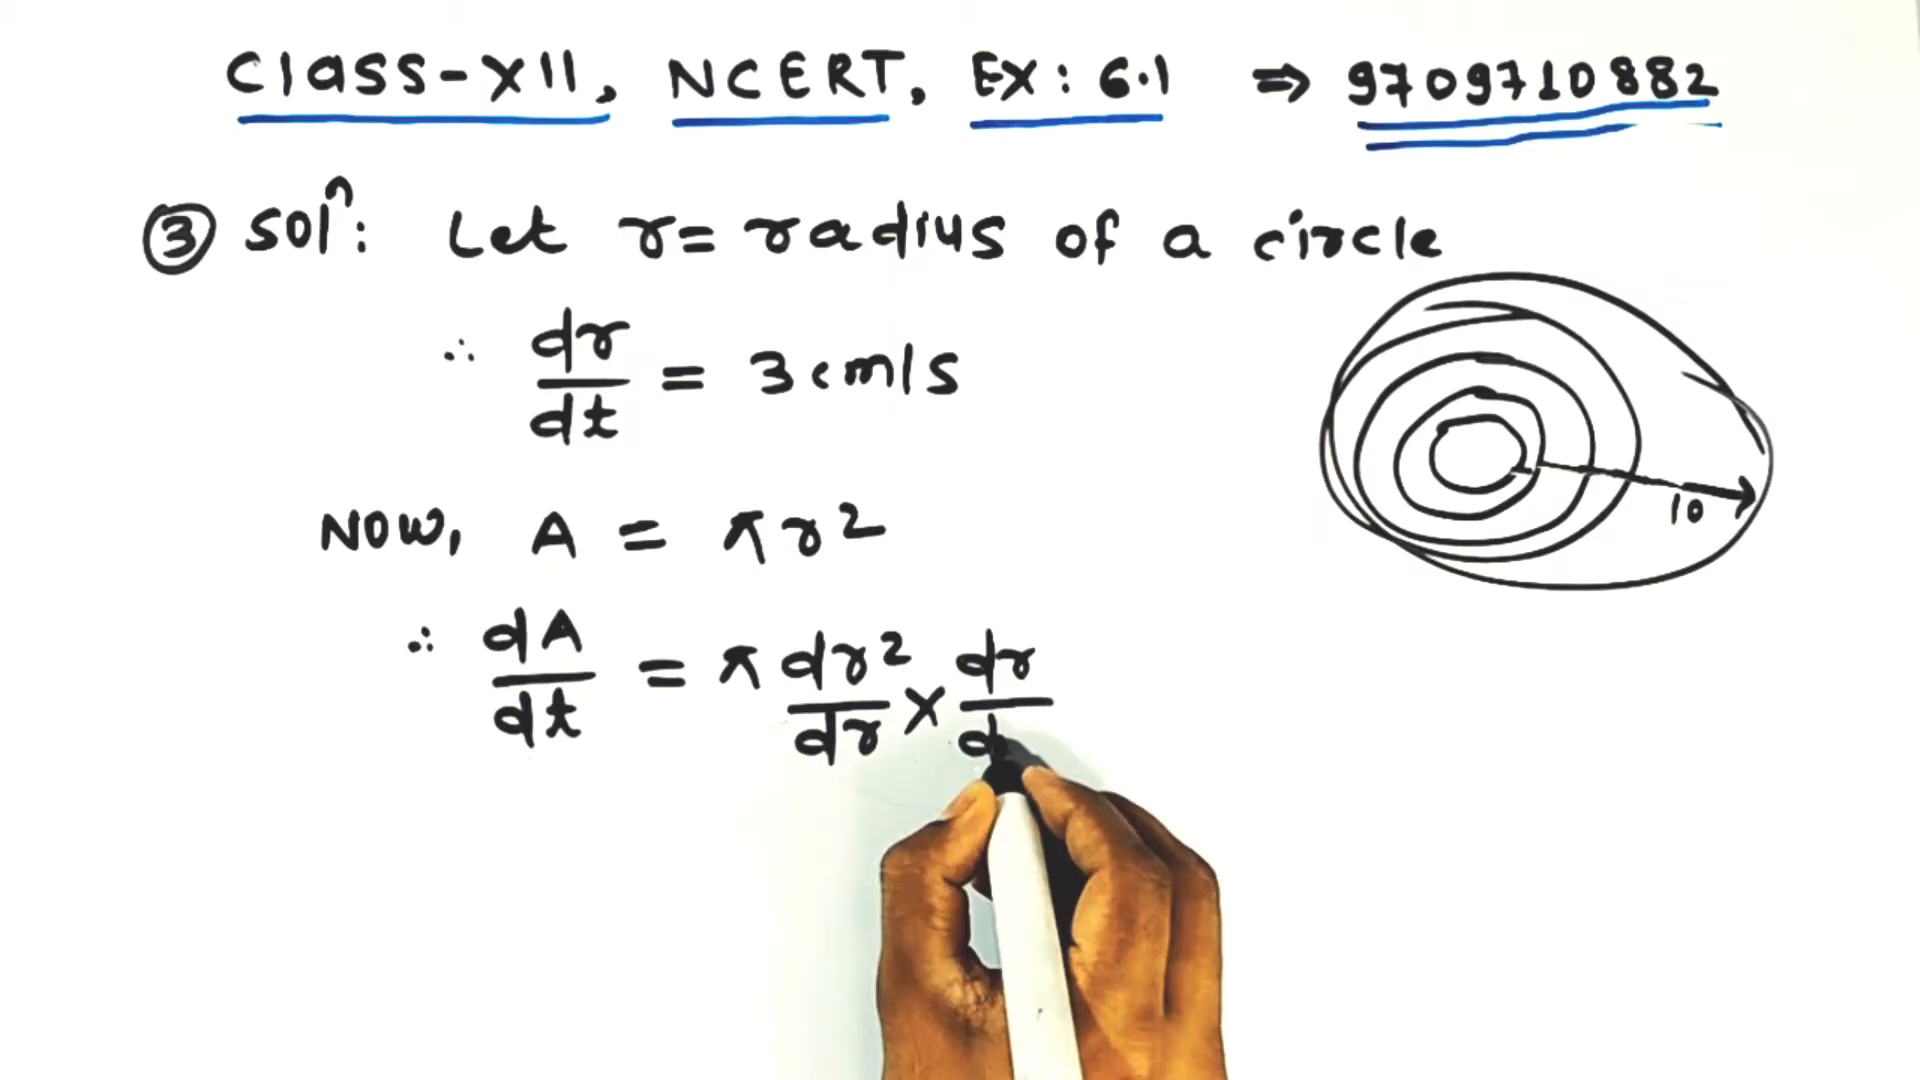 Class-XII, NCERT, EX: 6.1 ⇒ 9709710882
③ Solⁿ: Let r = radius of a circle
∴ dr/dt = 3cm/s
10
NOW, A = πr²
∴ dA/dt = π dr²/dr × dr/d